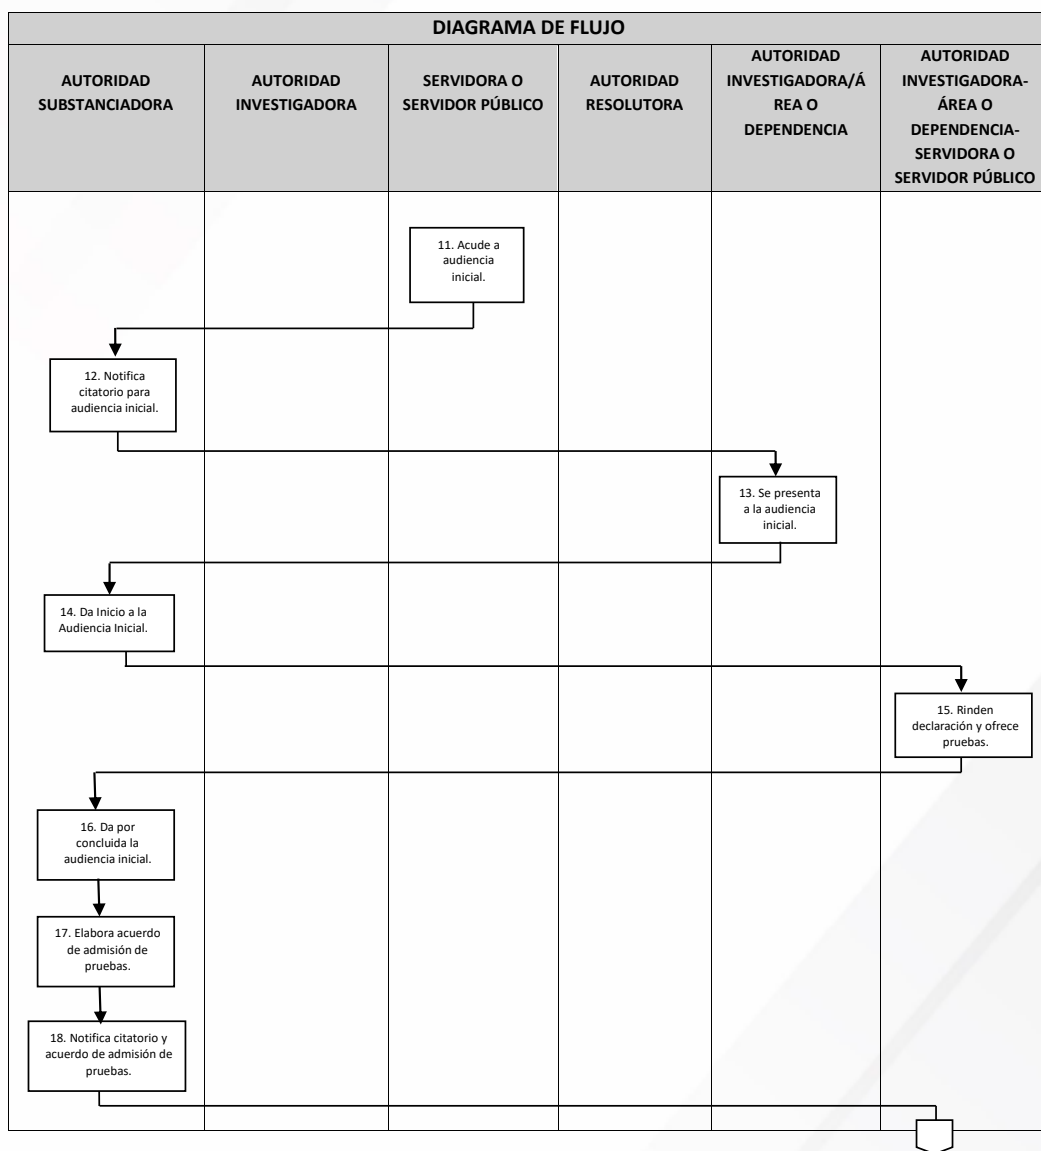 DIAGRAMA DE FLUJO
AUTORIDAD
SUBSTANCIADORA
AUTORIDAD
INVESTIGADORA
SERVIDORA O
SERVIDOR PÚBLICO
AUTORIDAD
RESOLUTORA
AUTORIDAD
INVESTIGADORA/Á
REA O
DEPENDENCIA
AUTORIDAD
INVESTIGADORA-
ÁREA O
DEPENDENCIA-
SERVIDORA O
SERVIDOR PÚBLICO
11. Acude a
audiencia
inicial.
12. Notifica
citatorio para
audiencia inicial.
13. Se presenta
a la audiencia
inicial.
14. Da Inicio a la
Audiencia Inicial.
15. Rinden
declaración y ofrece
pruebas.
16. Da por
concluida la
audiencia inicial.
17. Elabora acuerdo
de admisión de
pruebas.
18. Notifica citatorio y
acuerdo de admisión de
pruebas.